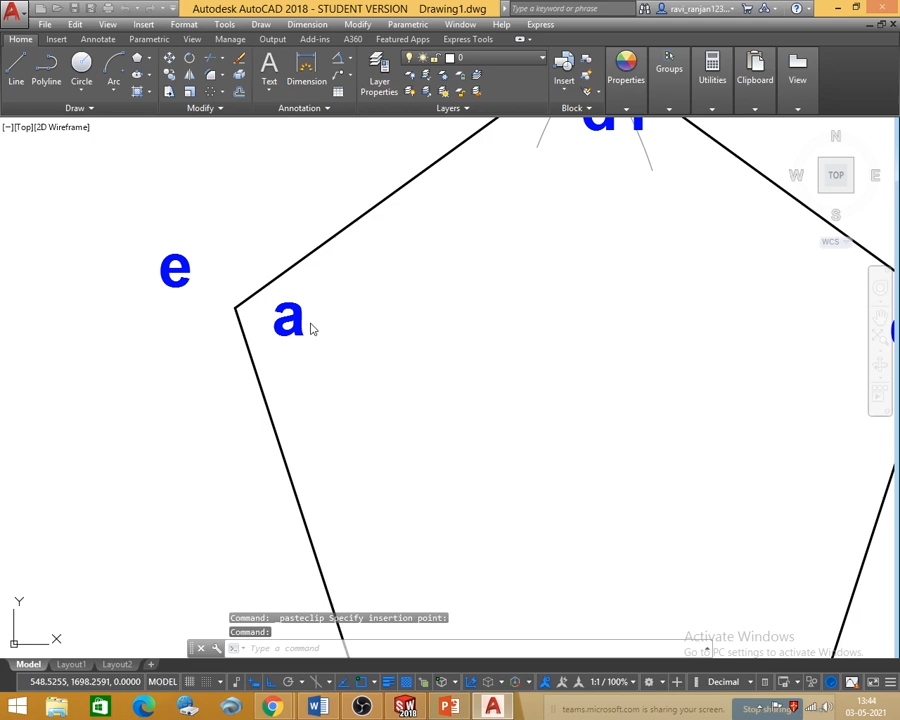 Autodesk AutoCAD 2018 - STUDENT VERSION Drawing1.dwg
Type a keyword or phrase
ravi_ranjan123...
File Edit View Insert Format Tools Draw Dimension Modify Parametric Window Help Express
Home Insert Annotate Parametric View Manage Output Add-ins A360 Featured Apps Express Tools
0
Line Polyline Circle Arc Text Dimension Layer Properties Insert Properties Groups Utilities Clipboard View
Draw Modify Annotation Layers Block
[−][Top][2D Wireframe]
N
W TOP E
S
WCS
e
a
Y
X
Command: _pasteclip Specify insertion point:
Command:
Type a command
Activate Windows
Go to PC settings to activate Windows.
Model Layout1 Layout2 +
548.5255, 1698.2591, 0.0000 MODEL 1:1 / 100% Decimal
teams.microsoft.com is sharing your screen. Stop sharing
13:44
03-05-2021